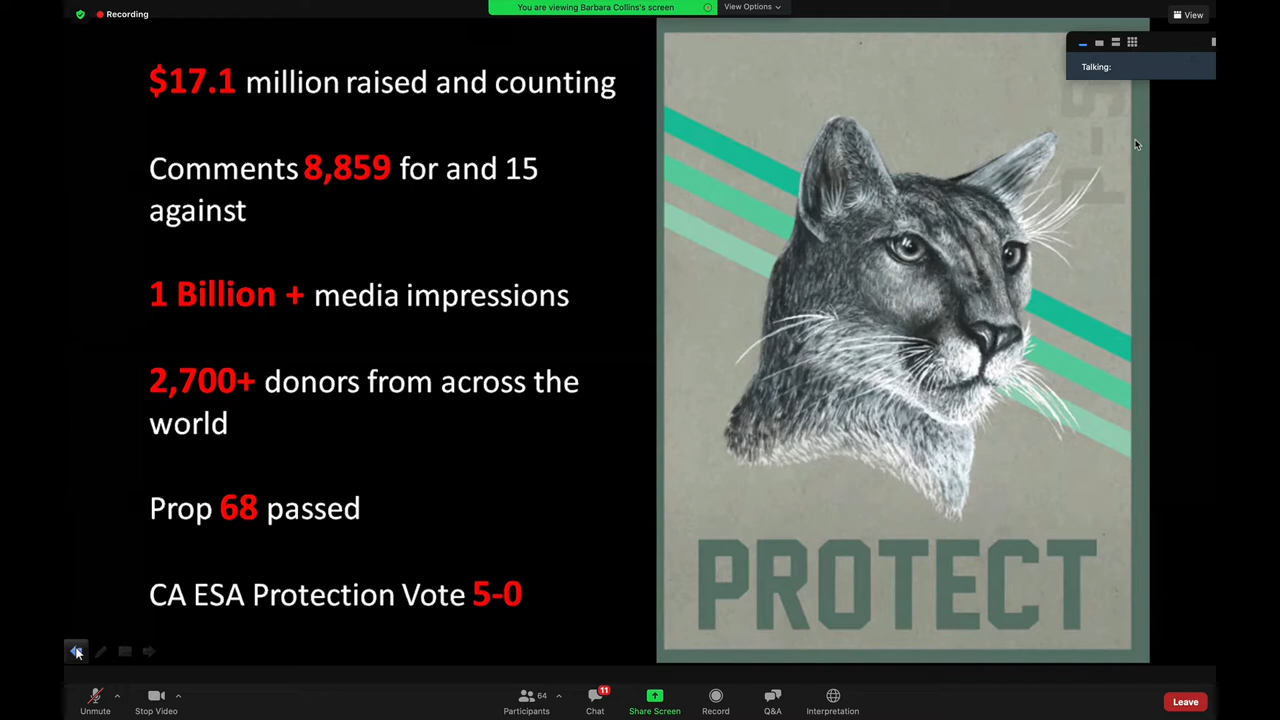 Recording
You are viewing Barbara Collins's screen
View Options
View
Talking:
$17.1 million raised and counting
Comments 8,859 for and 15
against
1 Billion + media impressions
2,700+ donors from across the
world
Prop 68 passed
CA ESA Protection Vote 5-0
PROTECT
Unmute
Stop Video
64
Participants
11
Chat
Share Screen
Record
Q&A
Interpretation
Leave